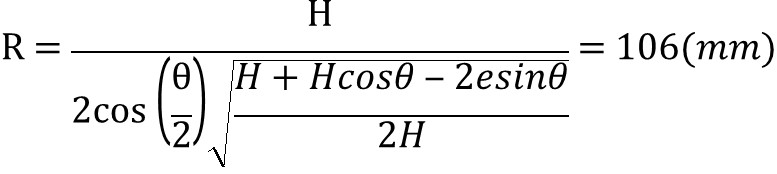 R = H / (2cos(θ/2)√((H + Hcosθ − 2esinθ)/(2H))) = 106(mm)